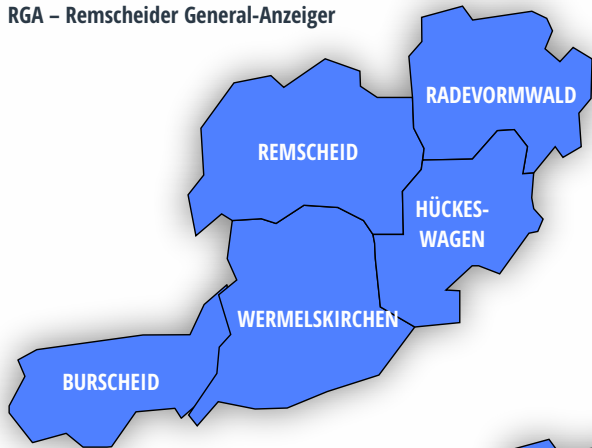 RGA – Remscheider General-Anzeiger
RADEVORMWALD
REMSCHEID
HÜCKES-
WAGEN
WERMELSKIRCHEN
BURSCHEID